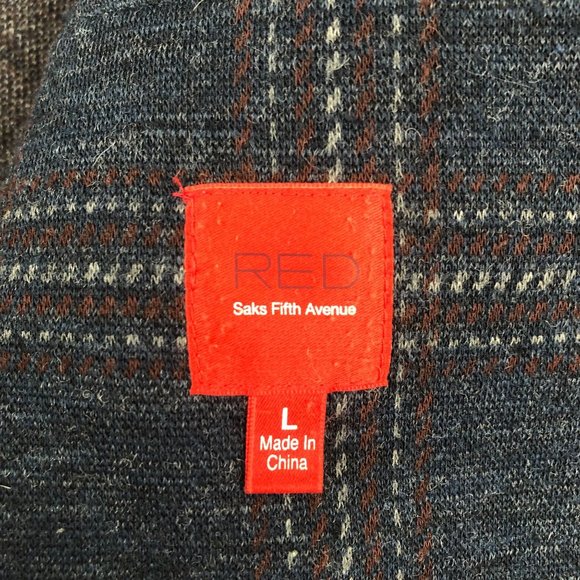 RED
Saks Fifth Avenue
L
Made In
China